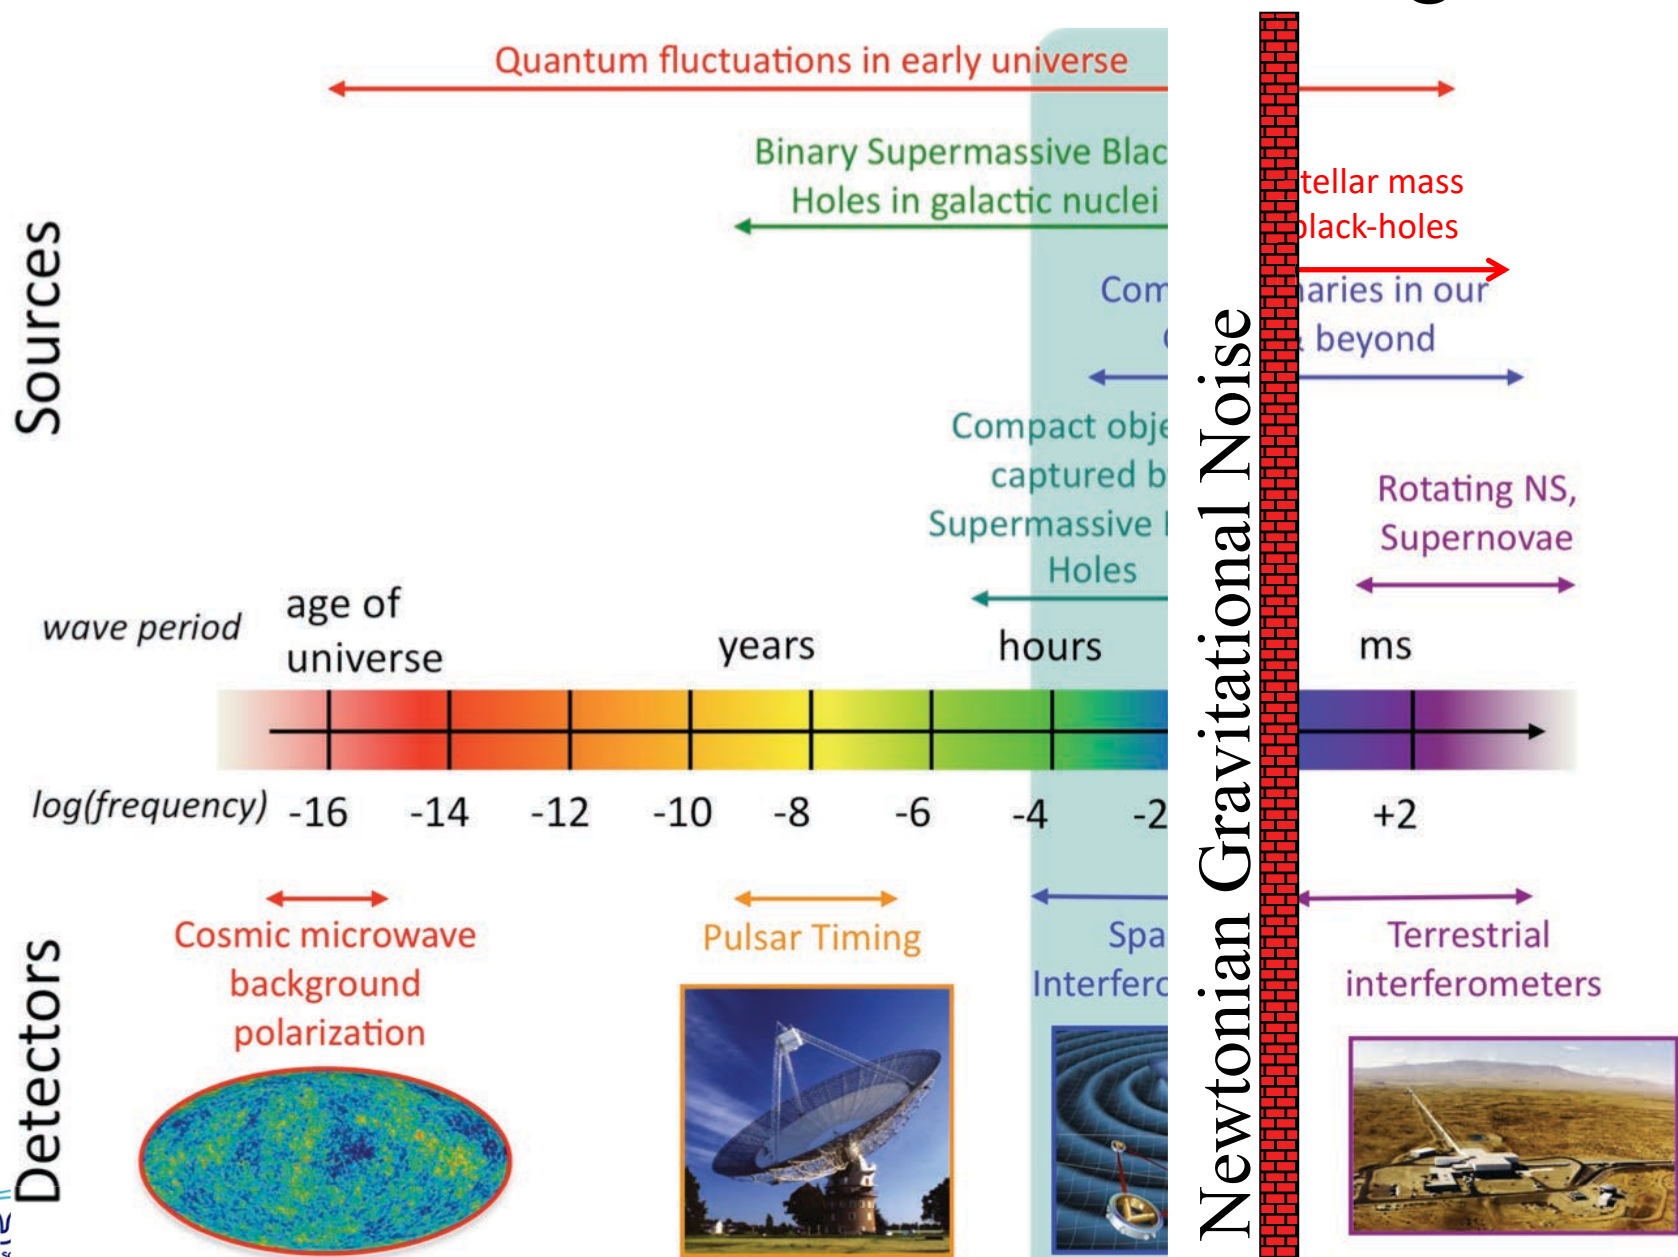 Quantum fluctuations in early universe
Binary Supermassive Blac
Holes in galactic nuclei
tellar mass
black-holes
Com
naries in our
& beyond
Compact obje
captured b
Supermassive
Holes
Rotating NS,
Supernovae
Sources
Newtonian Gravitational Noise
wave period
age of
universe
years
hours
ms
log(frequency)
-16 -14 -12 -10 -8 -6 -4 -2 +2
Detectors
Cosmic microwave
background
polarization
Pulsar Timing
Spa
Interfero
Terrestrial
interferometers